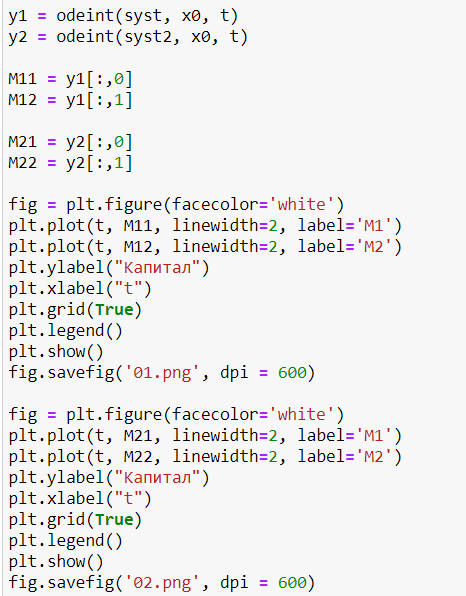 y1 = odeint(syst, x0, t)
y2 = odeint(syst2, x0, t)

M11 = y1[:,0]
M12 = y1[:,1]

M21 = y2[:,0]
M22 = y2[:,1]

fig = plt.figure(facecolor='white')
plt.plot(t, M11, linewidth=2, label='M1')
plt.plot(t, M12, linewidth=2, label='M2')
plt.ylabel("Капитал")
plt.xlabel("t")
plt.grid(True)
plt.legend()
plt.show()
fig.savefig('01.png', dpi = 600)

fig = plt.figure(facecolor='white')
plt.plot(t, M21, linewidth=2, label='M1')
plt.plot(t, M22, linewidth=2, label='M2')
plt.ylabel("Капитал")
plt.xlabel("t")
plt.grid(True)
plt.legend()
plt.show()
fig.savefig('02.png', dpi = 600)